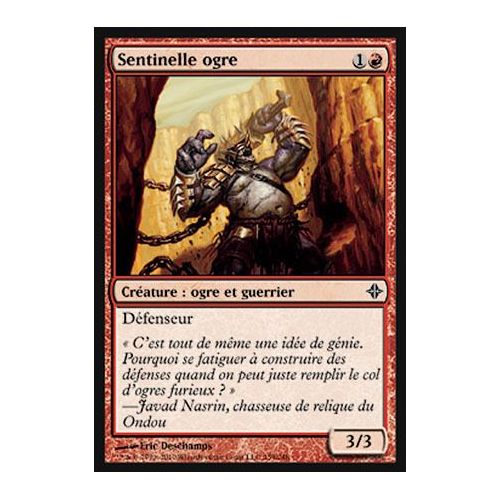 Sentinelle ogre
1
Créature : ogre et guerrier
Défenseur
« C'est tout de même une idée de génie.
Pourquoi se fatiguer à construire des
défenses quand on peut juste remplir le col
d'ogres furieux ? »
—Javad Nasrin, chasseuse de relique du
Ondou
3/3
Eric Deschamps